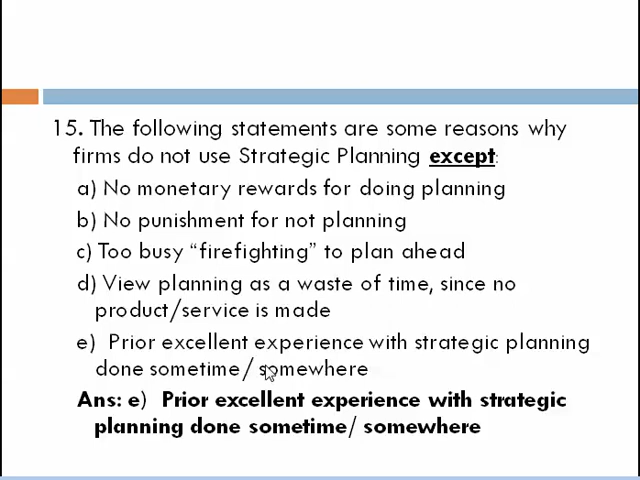 15. The following statements are some reasons why
firms do not use Strategic Planning except:
a) No monetary rewards for doing planning
b) No punishment for not planning
c) Too busy “firefighting” to plan ahead
d) View planning as a waste of time, since no
product/service is made
e)  Prior excellent experience with strategic planning
done sometime/ somewhere
Ans: e)  Prior excellent experience with strategic
planning done sometime/ somewhere